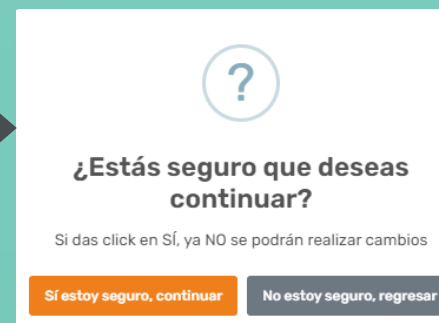 ?
¿Estás seguro que deseas
continuar?
Si das click en SÍ, ya NO se podrán realizar cambios
Sí estoy seguro, continuar
No estoy seguro, regresar